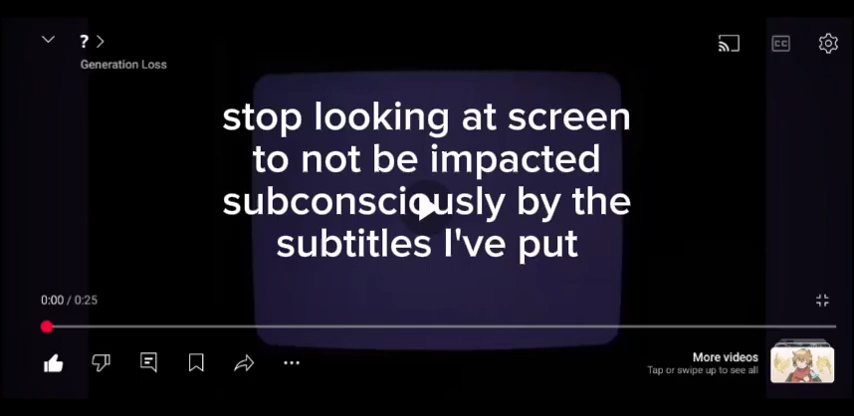 ?
Generation Loss
CC
stop looking at screen
to not be impacted
subconsciously by the
subtitles I've put
0:00 / 0:25
More videos
Tap or swipe up to see all